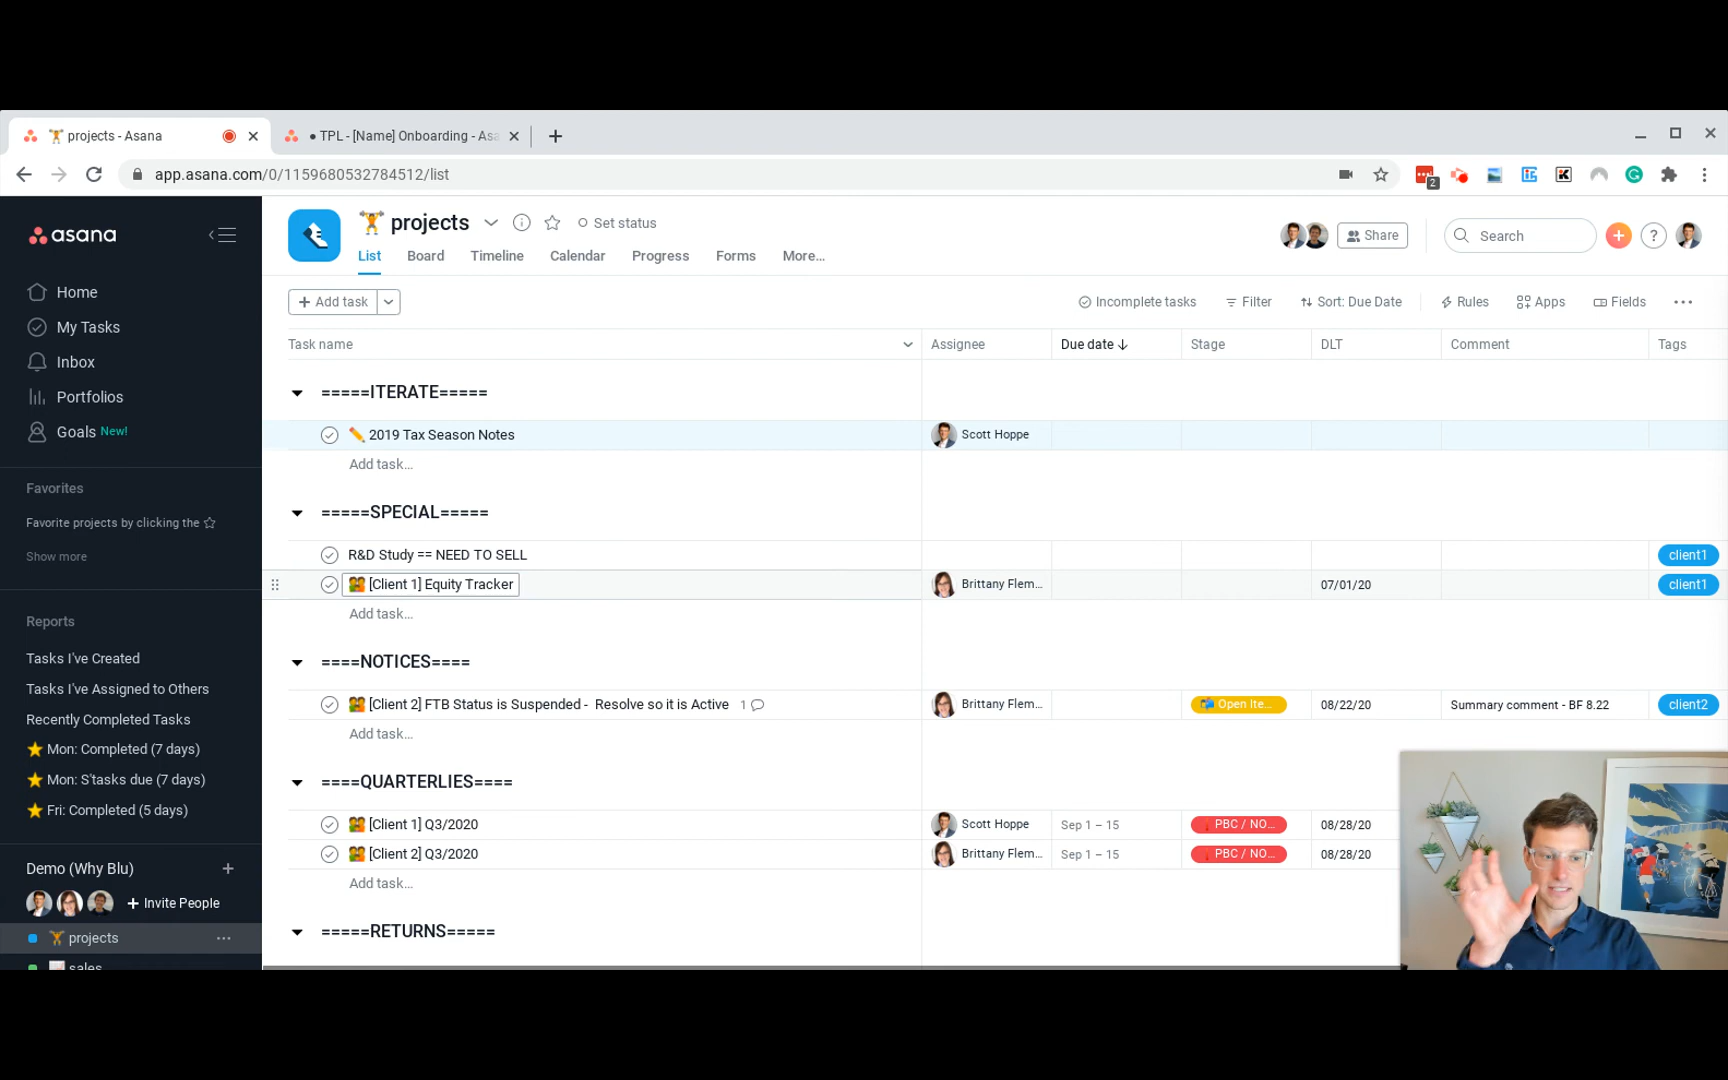 projects - Asana
● TPL - [Name] Onboarding - Asa
app.asana.com/0/1159680532784512/list
2
asana
projects
Set status
Share
Search
?
List
Board
Timeline
Calendar
Progress
Forms
More...
Home
My Tasks
Inbox
Portfolios
Goals New!
Favorites
Favorite projects by clicking the
Show more
Reports
Tasks I've Created
Tasks I've Assigned to Others
Recently Completed Tasks
Mon: Completed (7 days)
Mon: S'tasks due (7 days)
Fri: Completed (5 days)
Demo (Why Blu)
Invite People
projects
sales
+ Add task
Incomplete tasks
Filter
Sort: Due Date
Rules
Apps
Fields
Task name
Assignee
Due date
Stage
DLT
Comment
Tags
=====ITERATE=====
2019 Tax Season Notes
Scott Hoppe
Add task...
=====SPECIAL=====
R&D Study == NEED TO SELL
client1
[Client 1] Equity Tracker
Brittany Flem...
07/01/20
client1
Add task...
====NOTICES====
[Client 2] FTB Status is Suspended - Resolve so it is Active
1
Brittany Flem...
Open Ite...
08/22/20
Summary comment - BF 8.22
client2
Add task...
====QUARTERLIES====
[Client 1] Q3/2020
Scott Hoppe
Sep 1 – 15
PBC / NO...
08/28/20
[Client 2] Q3/2020
Brittany Flem...
Sep 1 – 15
PBC / NO...
08/28/20
Add task...
=====RETURNS=====